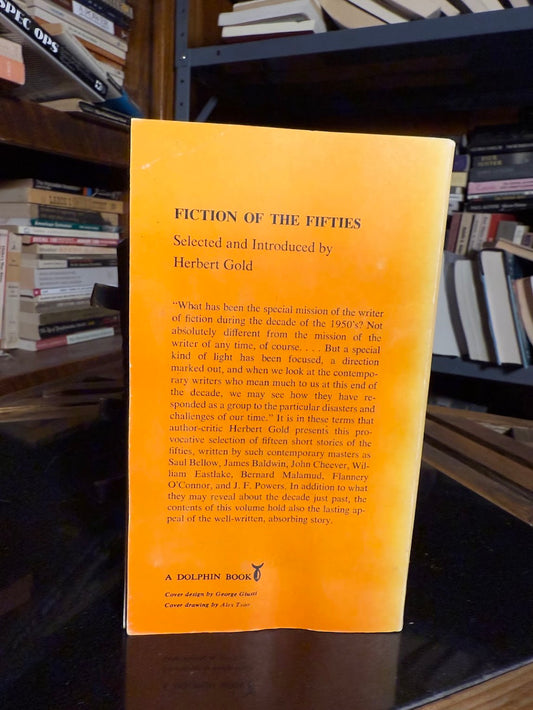 SPEC OPS
FICTION OF THE FIFTIES
Selected and Introduced by
Herbert Gold
"What has been the special mission of the writer
of fiction during the decade of the 1950's? Not
absolutely different from the mission of the
writer of any time, of course. . . . But a special
kind of light has been focused, a direction
marked out, and when we look at the contempo-
rary writers who mean much to us at this end of
the decade, we may see how they have re-
sponded as a group to the particular disasters and
challenges of our time." It is in these terms that
author-critic Herbert Gold presents this pro-
vocative selection of fifteen short stories of the
fifties, written by such contemporary masters as
Saul Bellow, James Baldwin, John Cheever, Wil-
liam Eastlake, Bernard Malamud, Flannery
O'Connor, and J. F. Powers. In addition to what
they may reveal about the decade just past, the
contents of this volume hold also the lasting ap-
peal of the well-written, absorbing story.
A DOLPHIN BOOK
Cover design by George Giusti
Cover drawing by Alex Tsao